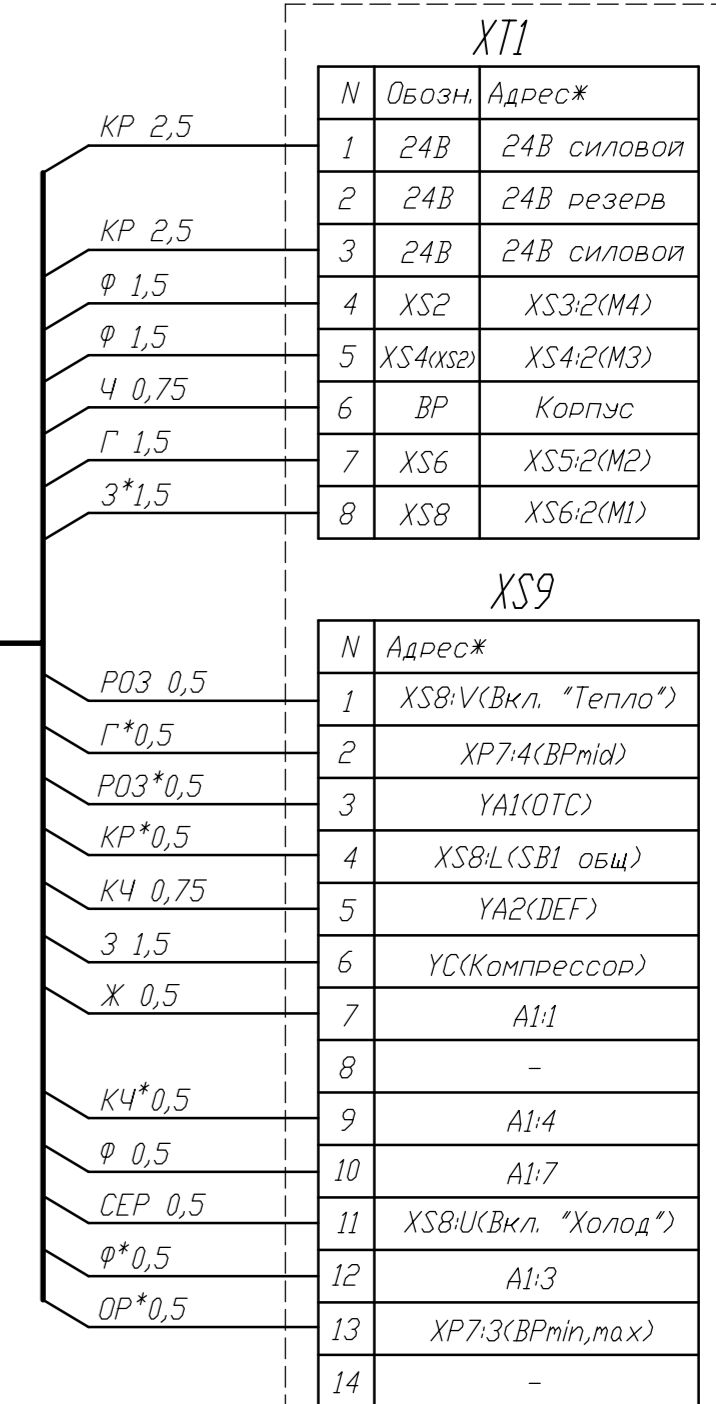 XT1
N Обозн. Адрес*
КР 2,5 1 24В 24В силовой
2 24В 24В резерв
КР 2,5 3 24В 24В силовой
Ф 1,5 4 XS2 XS3:2(M4)
Ф 1,5 5 XS4(XS2) XS4:2(M3)
Ч 0,75 6 BP Корпус
Г 1,5 7 XS6 XS5:2(M2)
З*1,5 8 XS8 XS6:2(M1)
XS9
N Адрес*
РОЗ 0,5 1 XS8:V(Вкл. "Тепло")
Г*0,5 2 XP7:4(BPmid)
РОЗ*0,5 3 YA1(OTC)
КР*0,5 4 XS8:L(SB1 общ)
КЧ 0,75 5 YA2(DEF)
З 1,5 6 YC(Компрессор)
Ж 0,5 7 A1:1
8 -
КЧ*0,5 9 A1:4
Ф 0,5 10 A1:7
СЕР 0,5 11 XS8:U(Вкл. "Холод")
Ф*0,5 12 A1:3
ОР*0,5 13 XP7:3(BPmin,max)
14 -